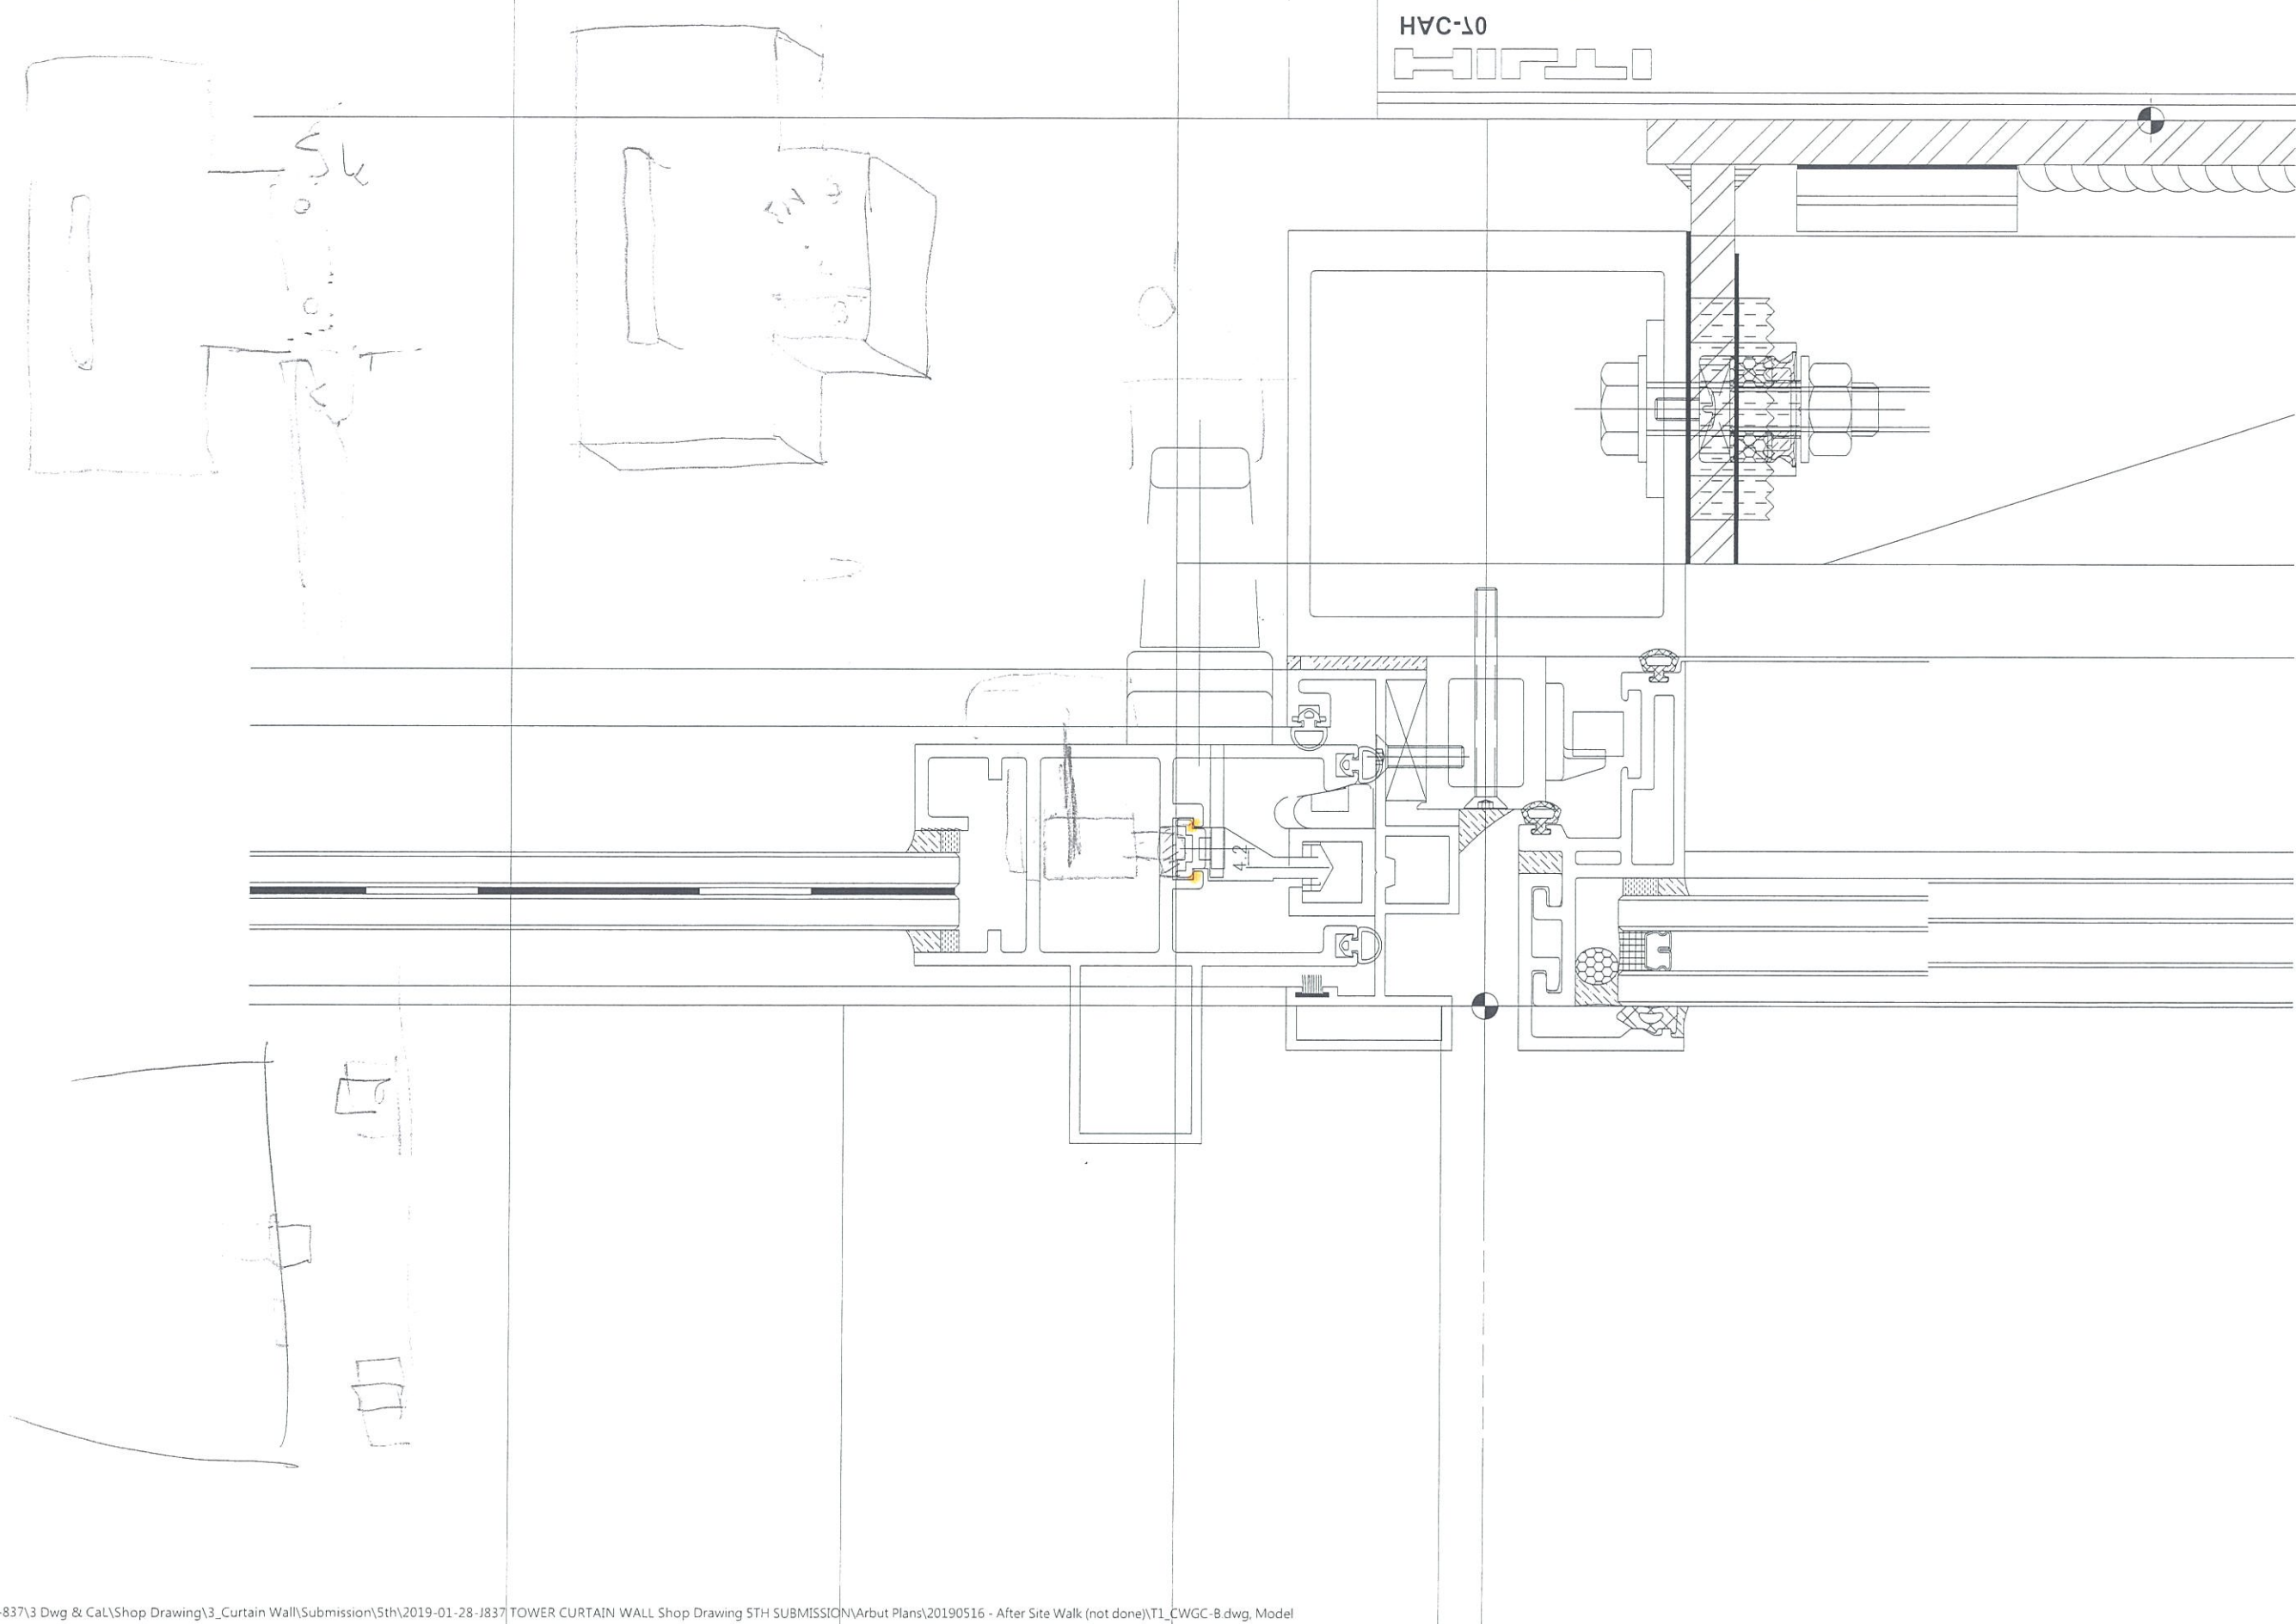 HAC-70
HILTI
4.2
-837\3 Dwg & CaL\Shop Drawing\3_Curtain Wall\Submission\5th\2019-01-28-J837 TOWER CURTAIN WALL Shop Drawing 5TH SUBMISSION\Arbut Plans\20190516 - After Site Walk (not done)\T1_CWGC-B.dwg, Model